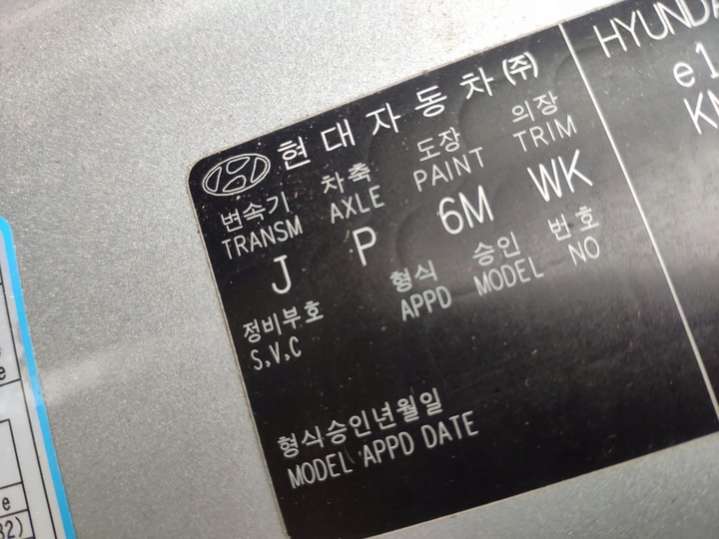 현대자동차(주)
변속기 차축 도장 의장
TRANSM AXLE PAINT TRIM
J P 6M WK
형식 승인 번호
APPD MODEL NO
정비부호
S,V,C
형식승인년월일
MODEL APPD DATE
HYUNDA
e1